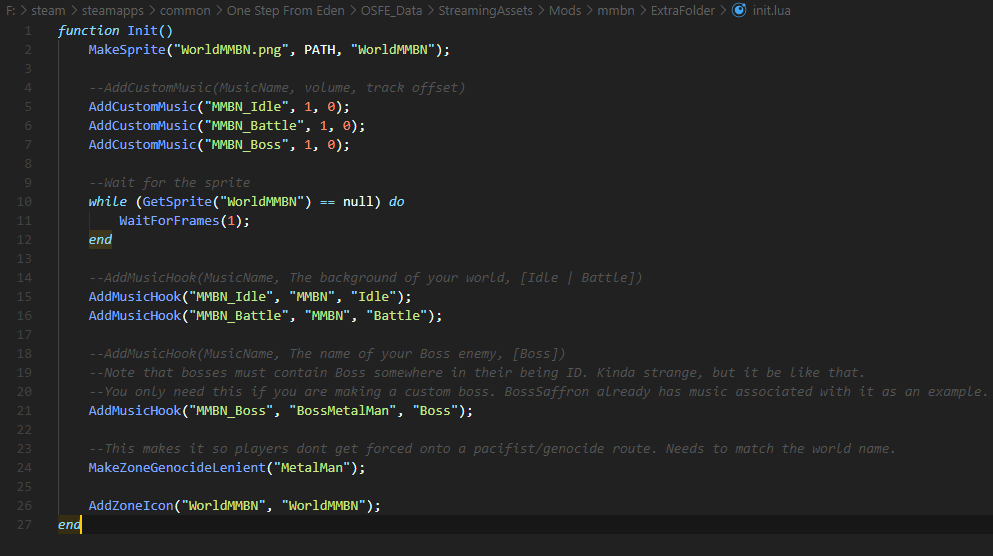 F: > steam > steamapps > common > One Step From Eden > OSFE_Data > StreamingAssets > Mods > mmbn > ExtraFolder > init.lua
1 function Init()
2 MakeSprite("WorldMMBN.png", PATH, "WorldMMBN");
3
4 --AddCustomMusic(MusicName, volume, track offset)
5 AddCustomMusic("MMBN_Idle", 1, 0);
6 AddCustomMusic("MMBN_Battle", 1, 0);
7 AddCustomMusic("MMBN_Boss", 1, 0);
8
9 --Wait for the sprite
10 while (GetSprite("WorldMMBN") == null) do
11 WaitForFrames(1);
12 end
13
14 --AddMusicHook(MusicName, The background of your world, [Idle | Battle])
15 AddMusicHook("MMBN_Idle", "MMBN", "Idle");
16 AddMusicHook("MMBN_Battle", "MMBN", "Battle");
17
18 --AddMusicHook(MusicName, The name of your Boss enemy, [Boss])
19 --Note that bosses must contain Boss somewhere in their being ID. Kinda strange, but it be like that.
20 --You only need this if you are making a custom boss. BossSaffron already has music associated with it as an example.
21 AddMusicHook("MMBN_Boss", "BossMetalMan", "Boss");
22
23 --This makes it so players dont get forced onto a pacifist/genocide route. Needs to match the world name.
24 MakeZoneGenocideLenient("MetalMan");
25
26 AddZoneIcon("WorldMMBN", "WorldMMBN");
27 end